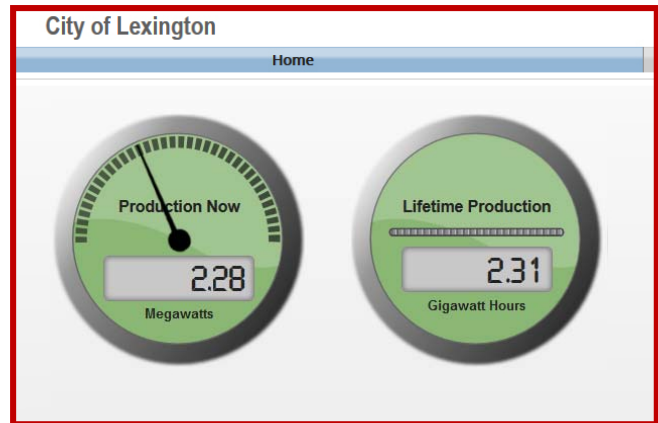 City of Lexington
Home
Production Now
2.28
Megawatts
Lifetime Production
2.31
Gigawatt Hours